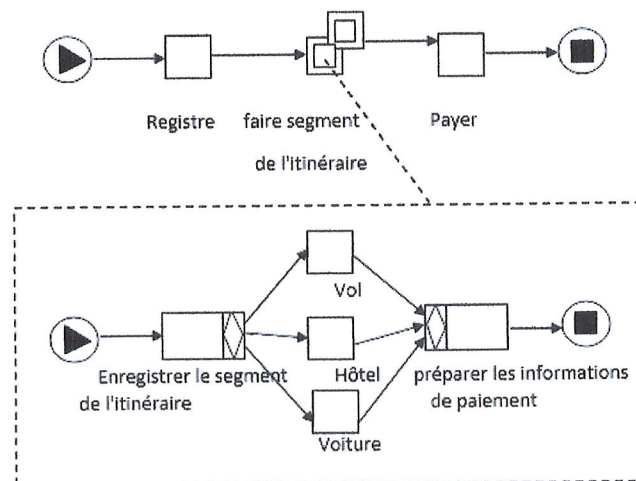 Registre
faire segment
de l'itinéraire
Payer
Vol
Enregistrer le segment
de l'itinéraire
Hôtel
préparer les informations
de paiement
Voiture